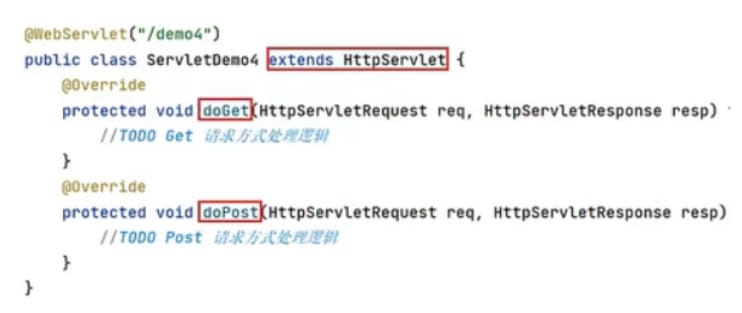 @WebServlet("/demo4")
public class ServletDemo4 extends HttpServlet {
@Override
protected void doGet(HttpServletRequest req, HttpServletResponse resp)
//TODO Get 请求方式处理逻辑
}
@Override
protected void doPost(HttpServletRequest req, HttpServletResponse resp)
//TODO Post 请求方式处理逻辑
}
}